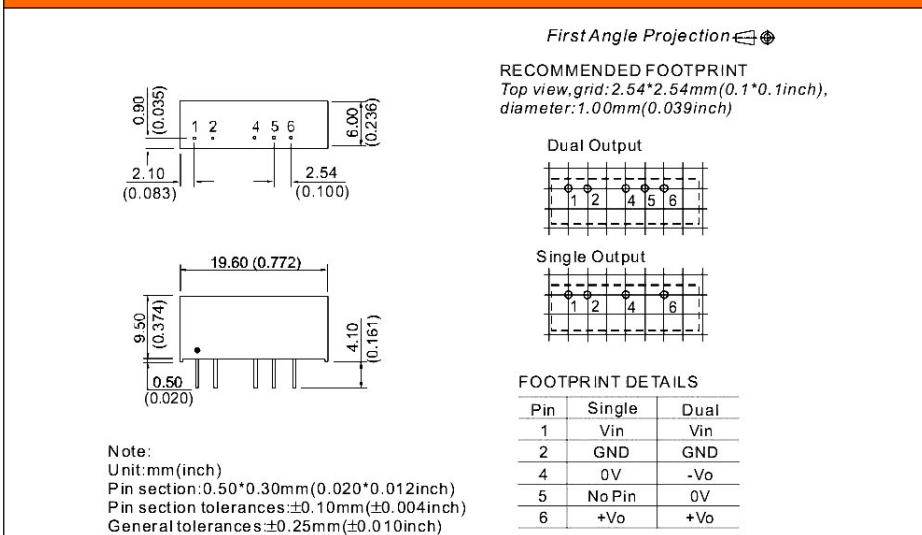 First Angle Projection
RECOMMENDED FOOTPRINT
Top view,grid:2.54*2.54mm(0.1*0.1inch),
diameter:1.00mm(0.039inch)
0.90
(0.035)
1 2 4 5 6
6.00
(0.236)
2.10
(0.083)
2.54
(0.100)
Dual Output
1 2 4 5 6
Single Output
1 2 4 6
19.60 (0.772)
9.50
(0.374)
4.10
(0.161)
0.50
(0.020)
FOOTPRINT DETAILS
Pin Single Dual
1 Vin Vin
2 GND GND
4 0V -Vo
5 No Pin 0V
6 +Vo +Vo
Note:
Unit:mm(inch)
Pin section:0.50*0.30mm(0.020*0.012inch)
Pin section tolerances:±0.10mm(±0.004inch)
General tolerances:±0.25mm(±0.010inch)